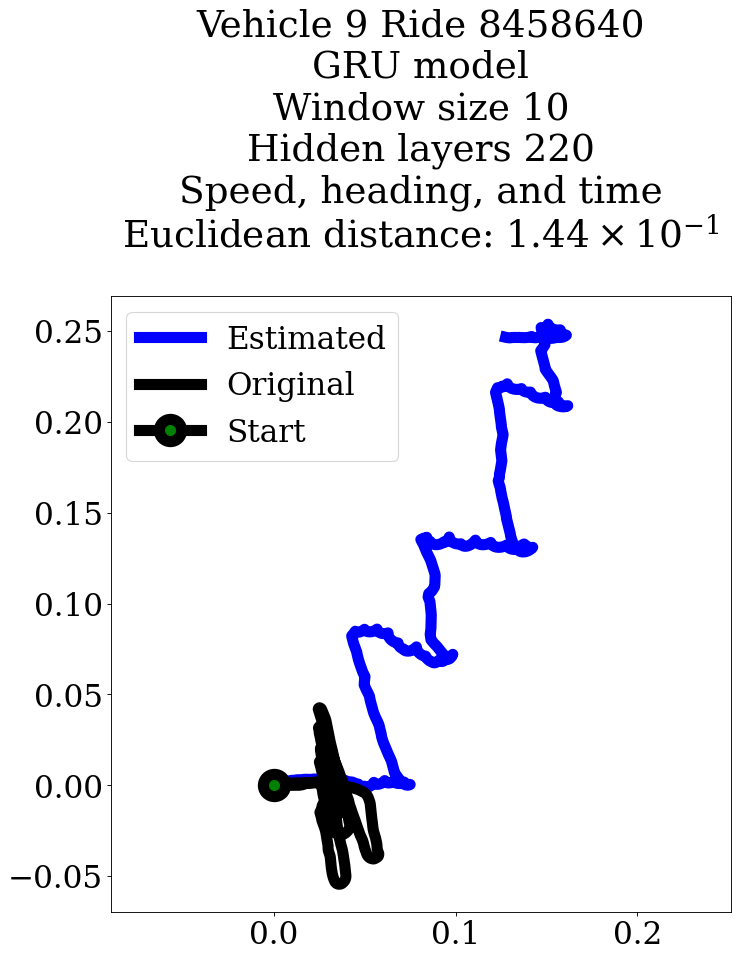 Vehicle 9 Ride 8458640
GRU model
Window size 10
Hidden layers 220
Speed, heading, and time
Euclidean distance: 1.44 × 10⁻¹
Estimated
Original
Start
0.25
0.20
0.15
0.10
0.05
0.00
−0.05
0.0 0.1 0.2